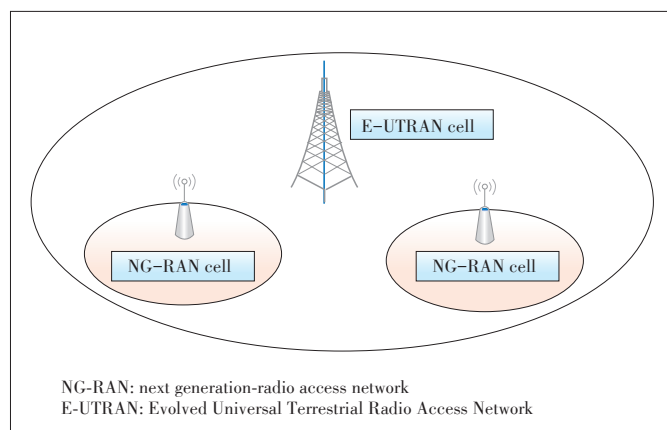 E-UTRAN cell
NG-RAN cell
NG-RAN cell
NG-RAN: next generation-radio access network
E-UTRAN: Evolved Universal Terrestrial Radio Access Network